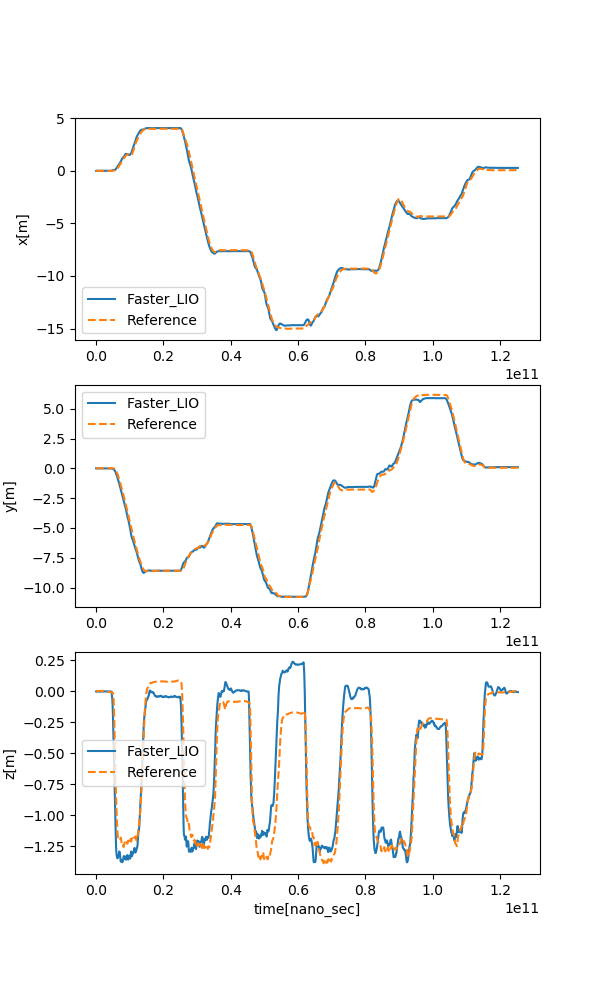 5
0
−5
−10
−15
x[m]
Faster_LIO
Reference
0.0 0.2 0.4 0.6 0.8 1.0 1.2
1e11
5.0
2.5
0.0
−2.5
−5.0
−7.5
−10.0
y[m]
Faster_LIO
Reference
0.0 0.2 0.4 0.6 0.8 1.0 1.2
1e11
0.25
0.00
−0.25
−0.50
−0.75
−1.00
−1.25
z[m]
Faster_LIO
Reference
0.0 0.2 0.4 0.6 0.8 1.0 1.2
time[nano_sec]
1e11